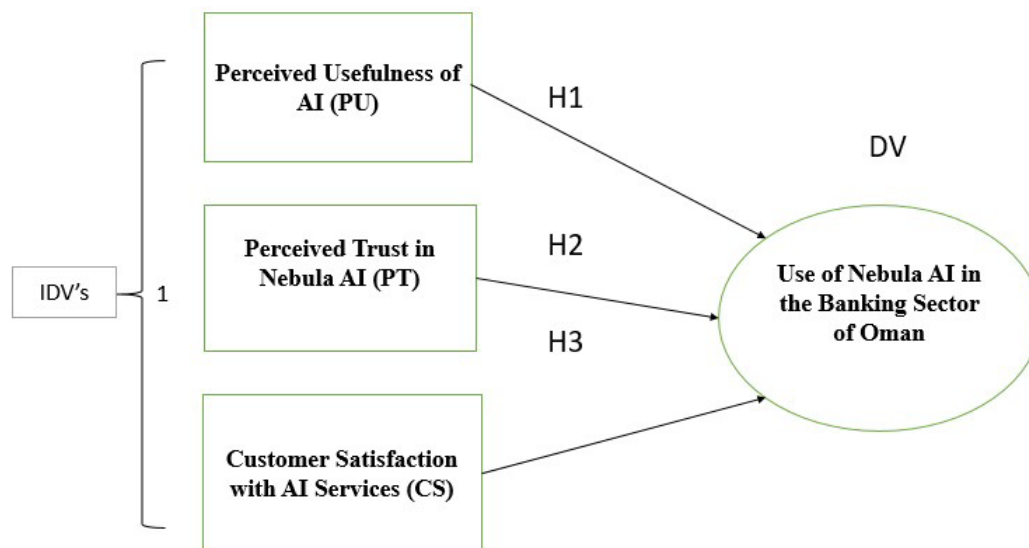 Perceived Usefulness of
AI (PU)
H1
DV
Perceived Trust in
Nebula AI (PT)
H2
Use of Nebula AI in
the Banking Sector
of Oman
IDV's
1
H3
Customer Satisfaction
with AI Services (CS)